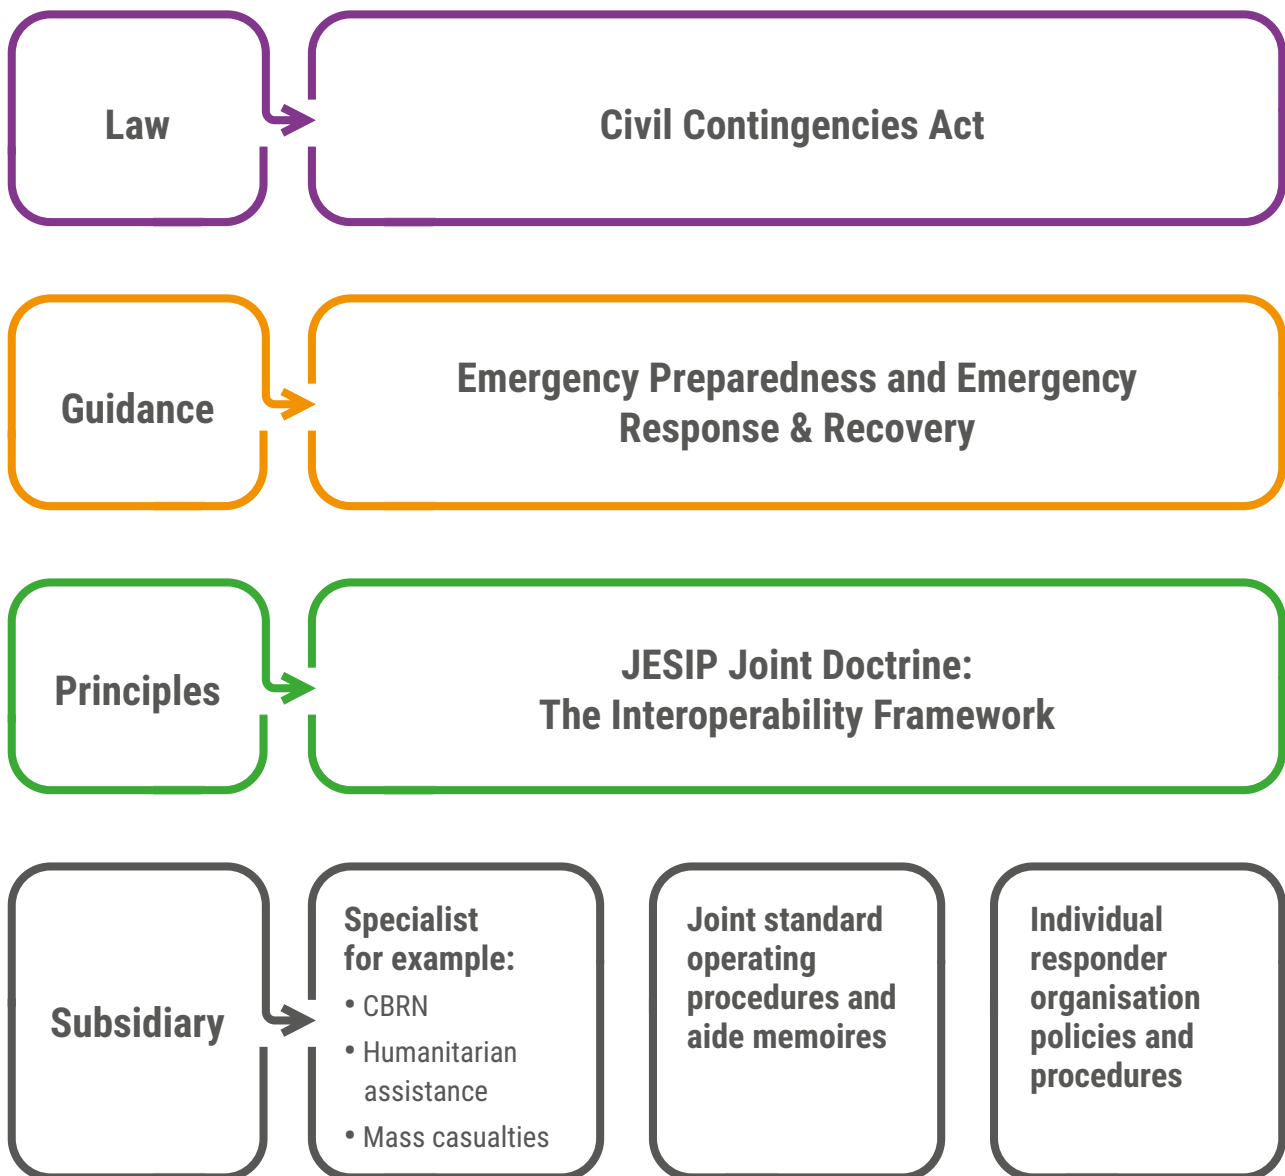 Law
Civil Contingencies Act
Guidance
Emergency Preparedness and Emergency
Response & Recovery
Principles
JESIP Joint Doctrine:
The Interoperability Framework
Subsidiary
Specialist
for example:
• CBRN
• Humanitarian
assistance
• Mass casualties
Joint standard
operating
procedures and
aide memoires
Individual
responder
organisation
policies and
procedures